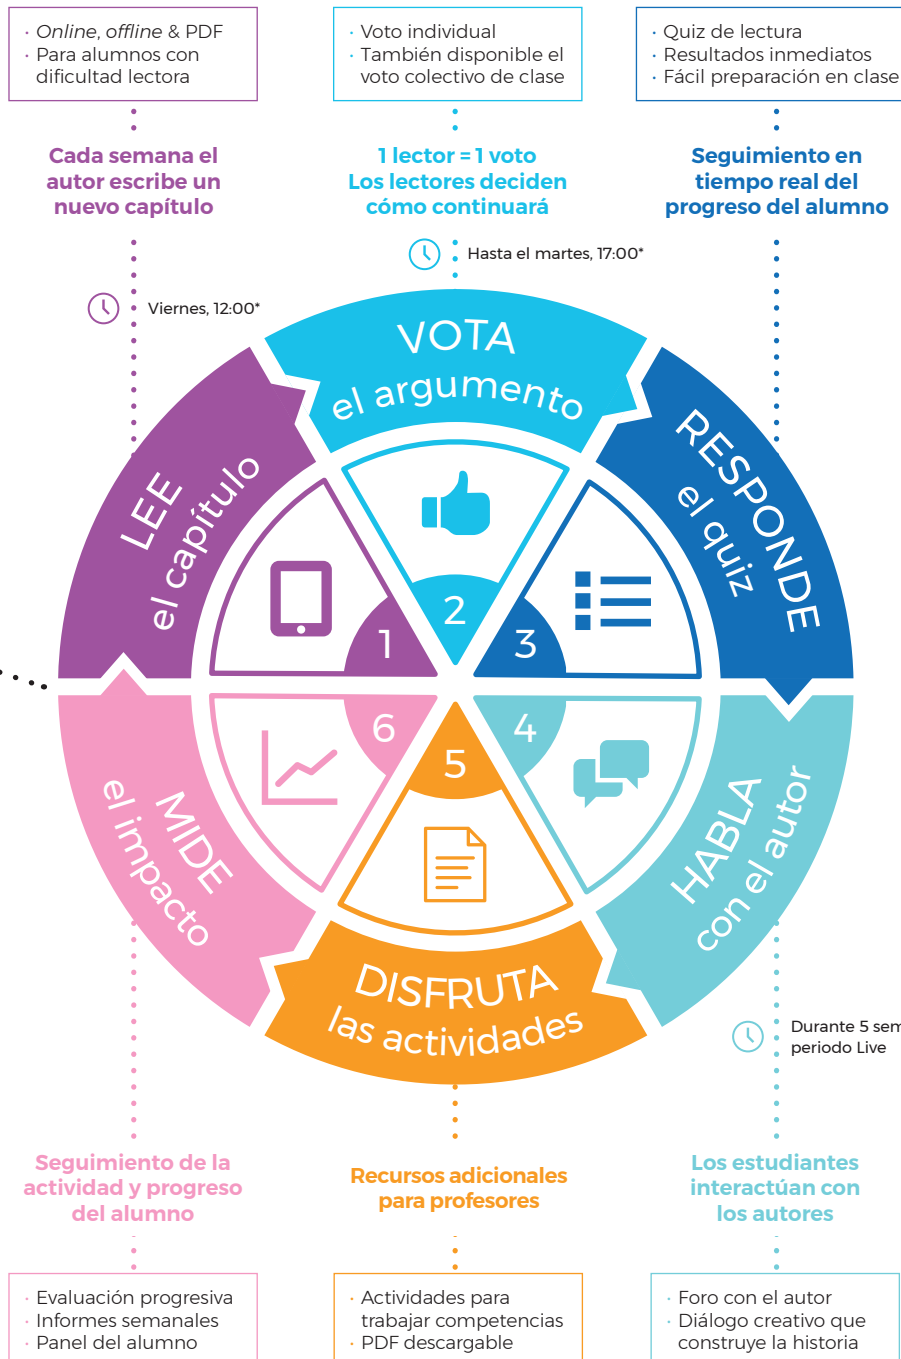 · Online, offline & PDF
· Para alumnos con
dificultad lectora
Cada semana el
autor escribe un
nuevo capítulo
Viernes, 12:00*
· Voto individual
· También disponible el
voto colectivo de clase
1 lector = 1 voto
Los lectores deciden
cómo continuará
Hasta el martes, 17:00*
· Quiz de lectura
· Resultados inmediatos
· Fácil preparación en clase
Seguimiento en
tiempo real del
progreso del alumno
LEE
el capítulo
1
VOTA
el argumento
2
RESPONDE
el quiz
3
HABLA
con el autor
4
DISFRUTA
las actividades
5
MIDE
el impacto
6
Durante 5 sem
periodo Live
Seguimiento de la
actividad y progreso
del alumno
· Evaluación progresiva
· Informes semanales
· Panel del alumno
Recursos adicionales
para profesores
· Actividades para
trabajar competencias
· PDF descargable
Los estudiantes
interactúan con
los autores
· Foro con el autor
· Diálogo creativo que
construye la historia